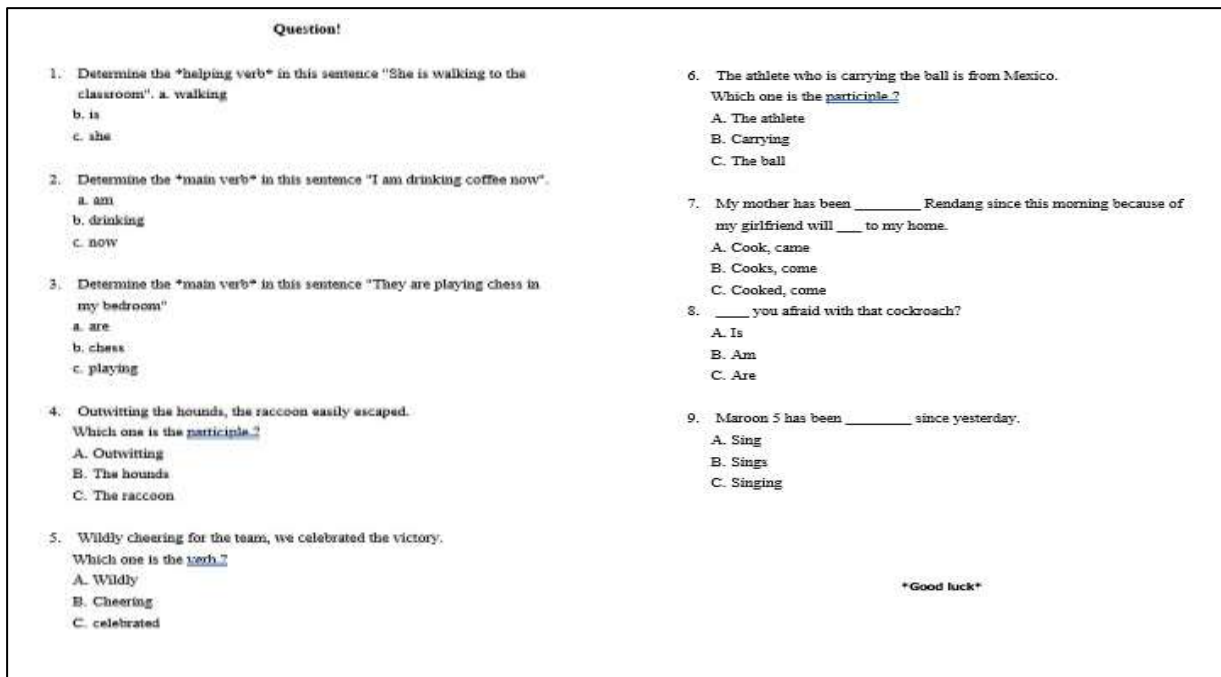 Question!
1. Determine the *helping verb* in this sentence "She is walking to the
classroom". a. walking
b. is
c. she
2. Determine the *main verb* in this sentence "I am drinking coffee now".
a. am
b. drinking
c. now
3. Determine the *main verb* in this sentence "They are playing chess in
my bedroom"
a. are
b. chess
c. playing
4. Outwitting the hounds, the raccoon easily escaped.
Which one is the participle ?
A. Outwitting
B. The hounds
C. The raccoon
5. Wildly cheering for the team, we celebrated the victory.
Which one is the verb ?
A. Wildly
B. Cheering
C. celebrated
6. The athlete who is carrying the ball is from Mexico.
Which one is the participle ?
A. The athlete
B. Carrying
C. The ball
7. My mother has been ________ Rendang since this morning because of
my girlfriend will ___ to my home.
A. Cook, came
B. Cooks, come
C. Cooked, come
8. ____ you afraid with that cockroach?
A. Is
B. Am
C. Are
9. Maroon 5 has been ________ since yesterday.
A. Sing
B. Sings
C. Singing
*Good luck*